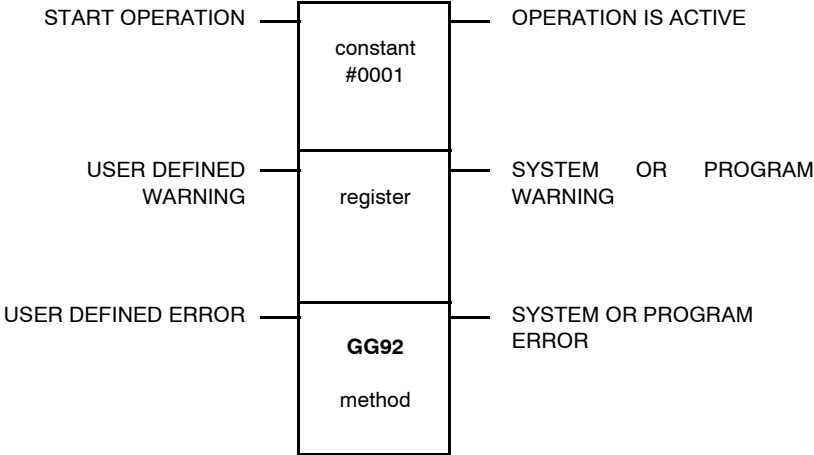 START OPERATION
constant
#0001
OPERATION IS ACTIVE
USER DEFINED
WARNING
register
SYSTEM OR PROGRAM
WARNING
USER DEFINED ERROR
GG92
method
SYSTEM OR PROGRAM
ERROR